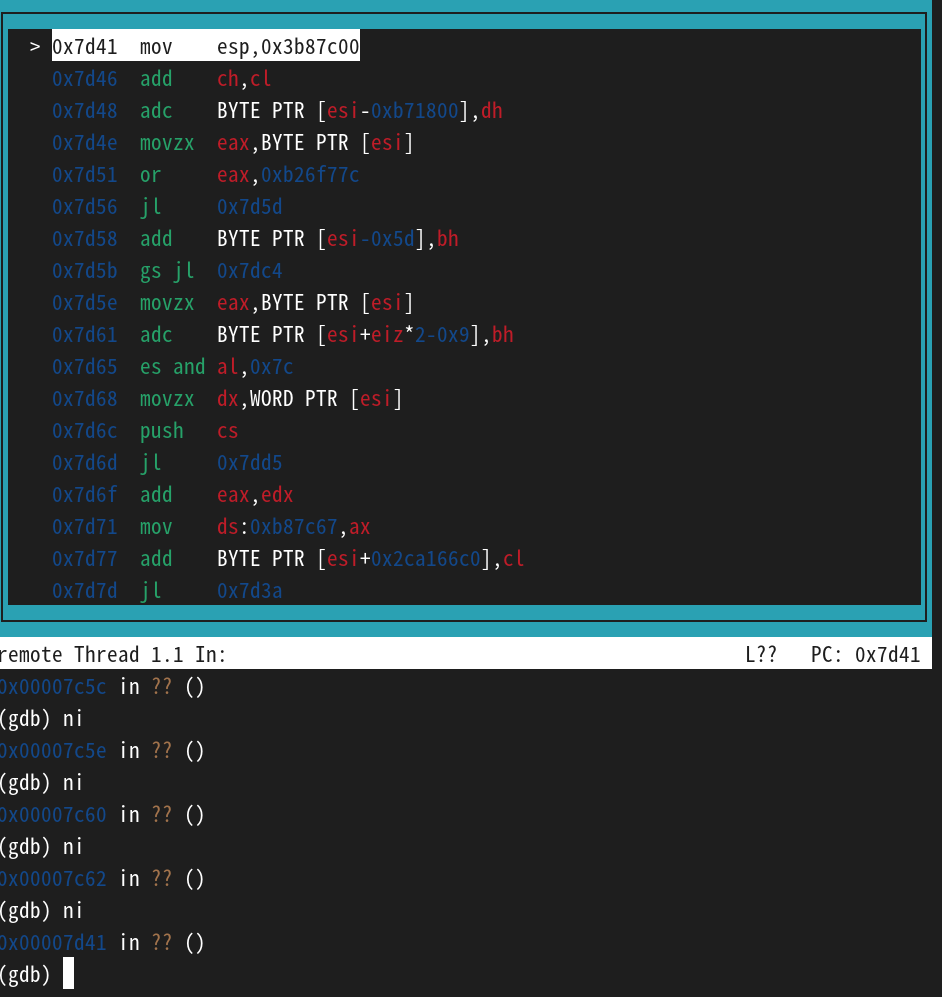 > 0x7d41 mov esp,0x3b87c00
0x7d46 add ch,cl
0x7d48 adc BYTE PTR [esi-0xb71800],dh
0x7d4e movzx eax,BYTE PTR [esi]
0x7d51 or eax,0xb26f77c
0x7d56 jl 0x7d5d
0x7d58 add BYTE PTR [esi-0x5d],bh
0x7d5b gs jl 0x7dc4
0x7d5e movzx eax,BYTE PTR [esi]
0x7d61 adc BYTE PTR [esi+eiz*2-0x9],bh
0x7d65 es and al,0x7c
0x7d68 movzx dx,WORD PTR [esi]
0x7d6c push cs
0x7d6d jl 0x7dd5
0x7d6f add eax,edx
0x7d71 mov ds:0xb87c67,ax
0x7d77 add BYTE PTR [esi+0x2ca166c0],cl
0x7d7d jl 0x7d3a
remote Thread 1.1 In: L?? PC: 0x7d41
0x00007c5c in ?? ()
(gdb) ni
0x00007c5e in ?? ()
(gdb) ni
0x00007c60 in ?? ()
(gdb) ni
0x00007c62 in ?? ()
(gdb) ni
0x00007d41 in ?? ()
(gdb)